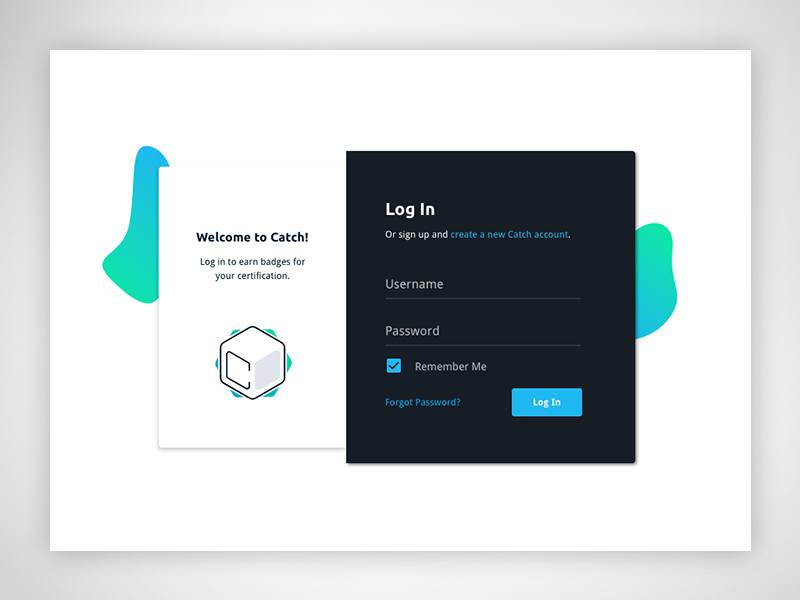 Welcome to Catch!
Log in to earn badges for
your certification.
Log In
Or sign up and create a new Catch account.
Username
Password
Remember Me
Forgot Password?
Log In